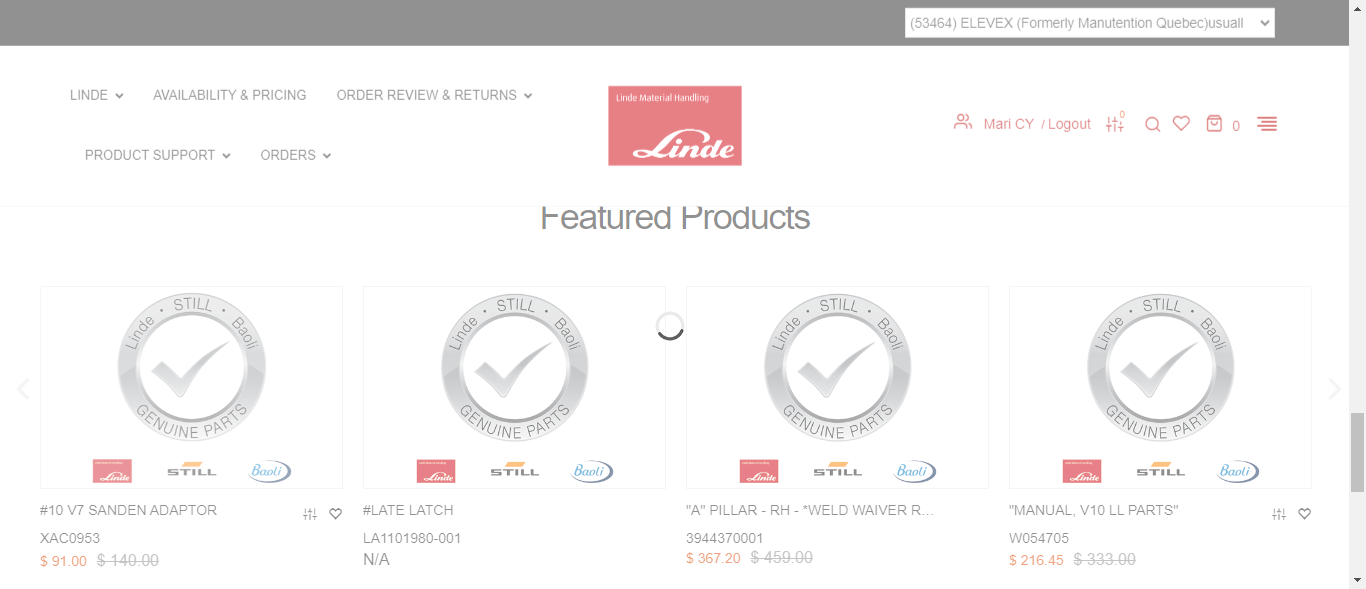 (53464) ELEVEX (Formerly Manutention Quebec)usuall
LINDE AVAILABILITY & PRICING ORDER REVIEW & RETURNS
PRODUCT SUPPORT ORDERS
Linde Material Handling
Linde
Mari CY / Logout 0 0
Featured Products
Linde · STILL · Baoli
GENUINE PARTS
Linde STILL Baoli
Linde · STILL · Baoli
GENUINE PARTS
Linde STILL Baoli
Linde · STILL · Baoli
GENUINE PARTS
Linde STILL Baoli
Linde · STILL · Baoli
GENUINE PARTS
Linde STILL Baoli
#10 V7 SANDEN ADAPTOR
XAC0953
$ 91.00 $ 140.00
#LATE LATCH
LA1101980-001
N/A
"A" PILLAR - RH - *WELD WAIVER R...
3944370001
$ 367.20 $ 459.00
"MANUAL, V10 LL PARTS"
W054705
$ 216.45 $ 333.00